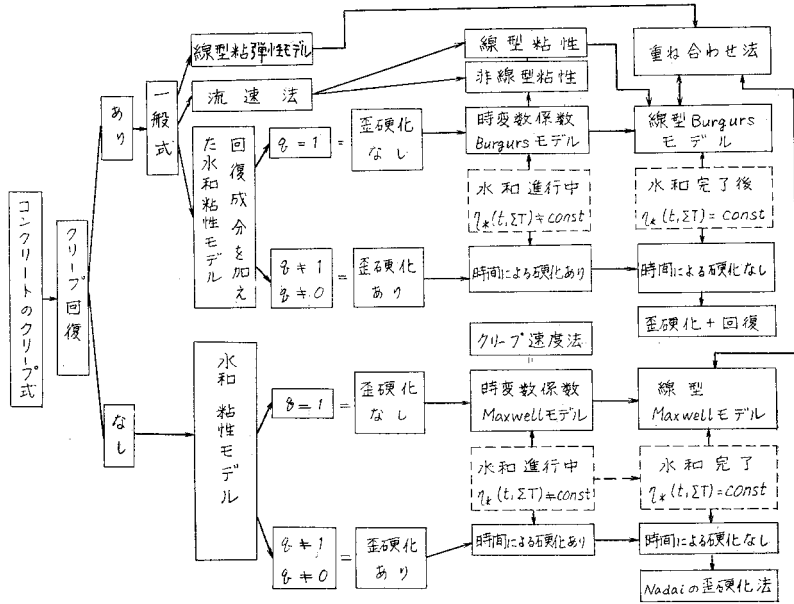 コンクリートのクリープ式
クリープ回復
あり
一般式
線型粘弾性モデル
流速法
回復成分を加え
た水和粘性モデル
q = 1
=
歪硬化
なし
q ≠ 1
q ≠ 0
=
歪硬化
あり
線型粘性
非線型粘性
時変数係数
Burgursモデル
水和進行中
η*(t,ΣT)≠const
時間による硬化あり
重ね合わせ法
線型Burgurs
モデル
水和完了後
η*(t,ΣT)=const
時間による硬化なし
歪硬化+回復
なし
水和粘性モデル
q = 1
=
歪硬化
なし
q ≠ 1
q ≠ 0
=
歪硬化
あり
クリープ速度法
=
時変数係数
Maxwellモデル
水和進行中
η*(t,ΣT)≠const
時間による硬化あり
線型
Maxwellモデル
水和完了
η*(t,ΣT)=const
時間による硬化なし
Nadaiの歪硬化法